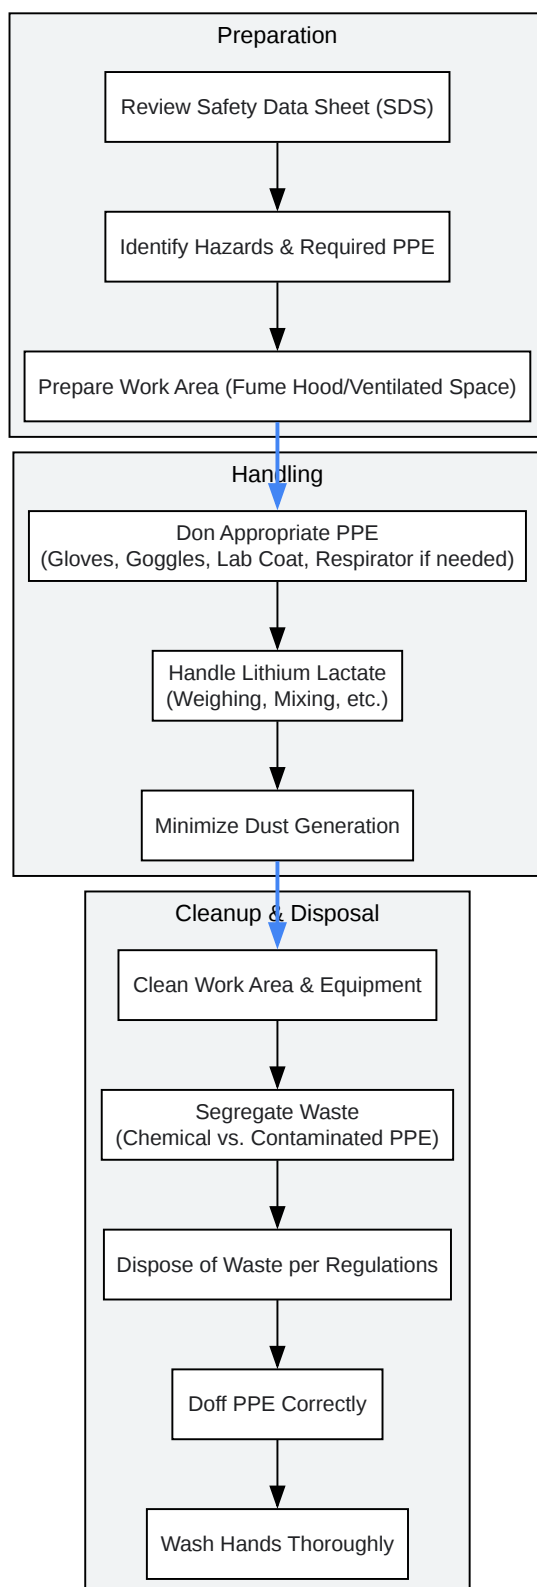 Preparation
Review Safety Data Sheet (SDS)
Identify Hazards & Required PPE
Prepare Work Area (Fume Hood/Ventilated Space)
Handling
Don Appropriate PPE
(Gloves, Goggles, Lab Coat, Respirator if needed)
Handle Lithium Lactate
(Weighing, Mixing, etc.)
Minimize Dust Generation
Cleanup & Disposal
Clean Work Area & Equipment
Segregate Waste
(Chemical vs. Contaminated PPE)
Dispose of Waste per Regulations
Doff PPE Correctly
Wash Hands Thoroughly